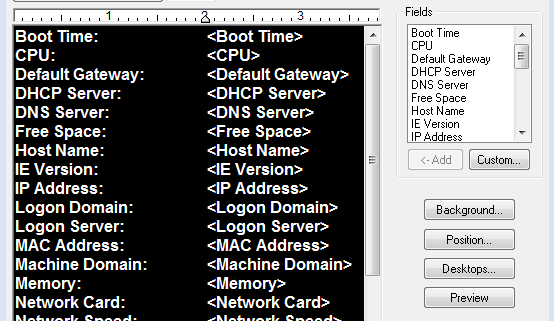 1 2 3
Boot Time: <Boot Time>
CPU: <CPU>
Default Gateway: <Default Gateway>
DHCP Server: <DHCP Server>
DNS Server: <DNS Server>
Free Space: <Free Space>
Host Name: <Host Name>
IE Version: <IE Version>
IP Address: <IP Address>
Logon Domain: <Logon Domain>
Logon Server: <Logon Server>
MAC Address: <MAC Address>
Machine Domain: <Machine Domain>
Memory: <Memory>
Network Card: <Network Card>
Network Speed: <Network Speed>
Fields
Boot Time
CPU
Default Gateway
DHCP Server
DNS Server
Free Space
Host Name
IE Version
IP Address
<- Add
Custom...
Background...
Position...
Desktops...
Preview